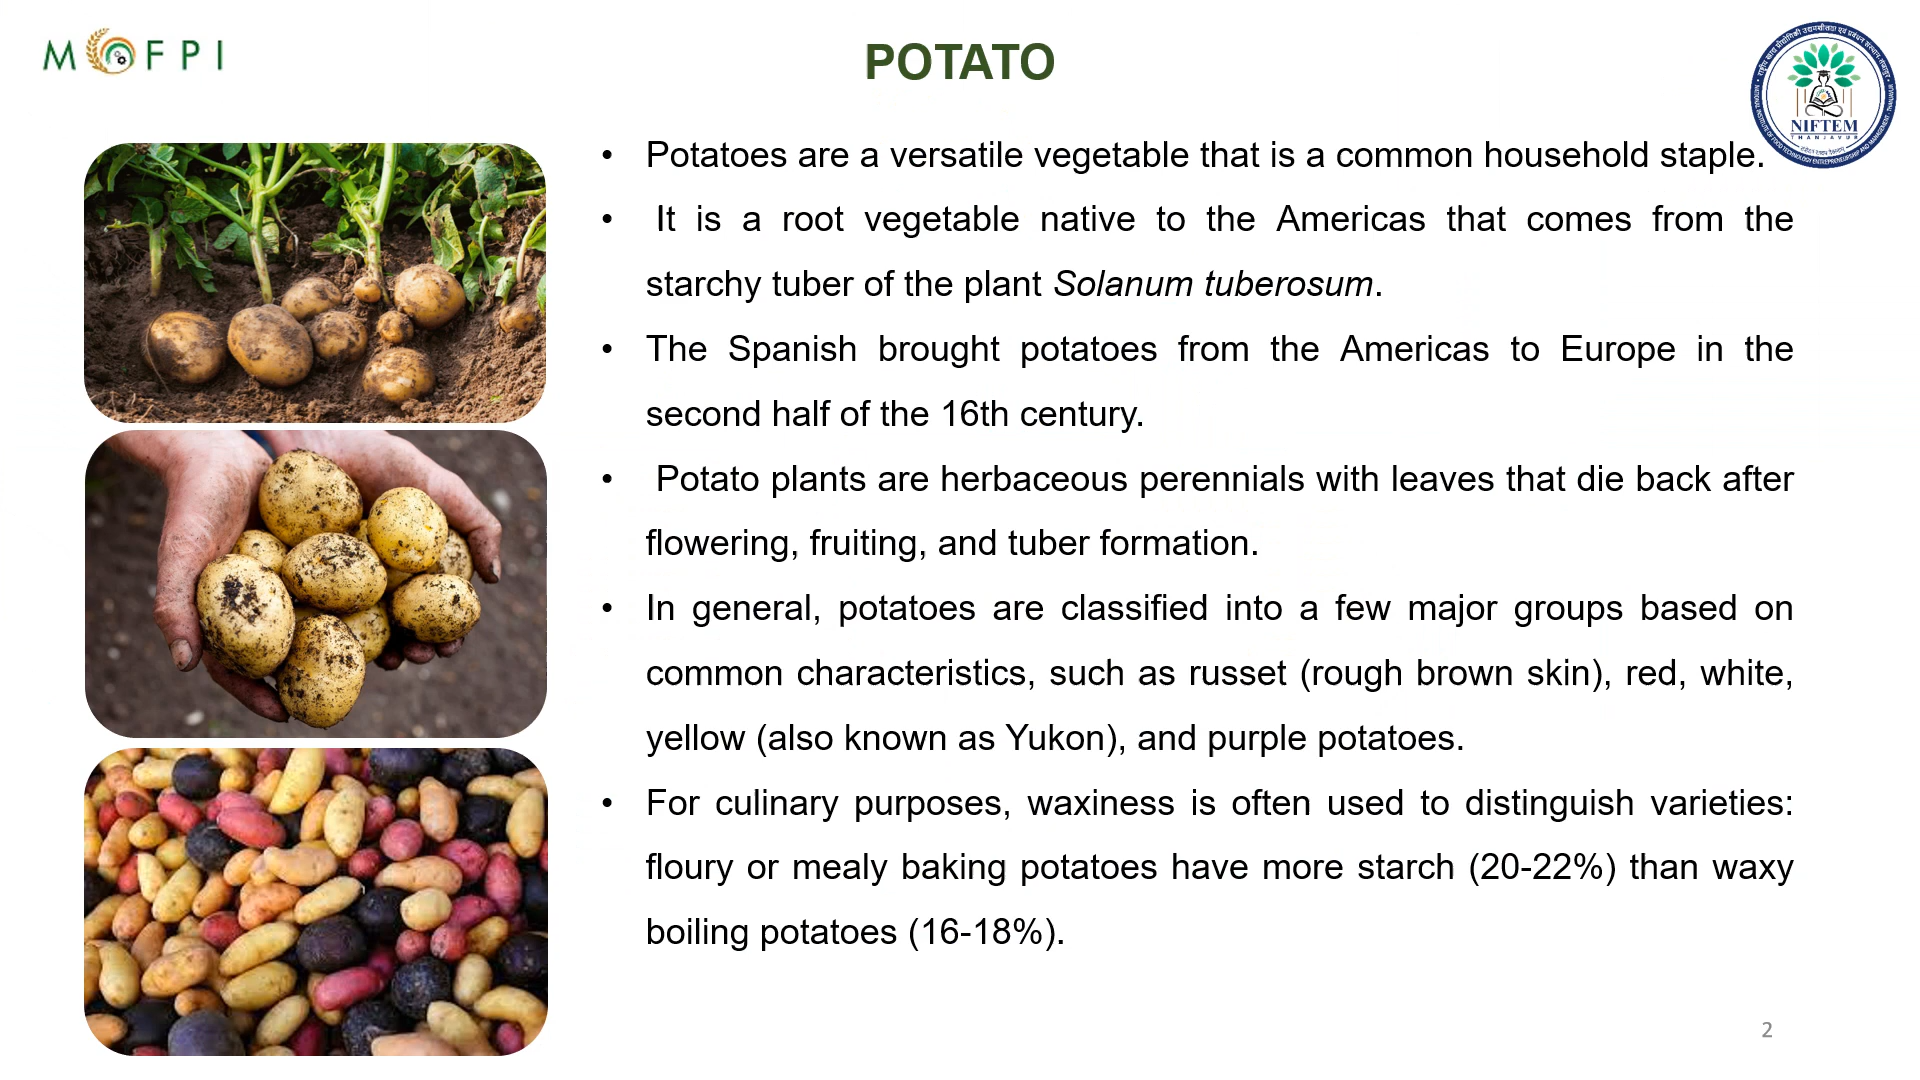 MOFPI
POTATO
NIFTEM
THANJAVUR
• Potatoes are a versatile vegetable that is a common household staple.
• It is a root vegetable native to the Americas that comes from the
starchy tuber of the plant Solanum tuberosum.
• The Spanish brought potatoes from the Americas to Europe in the
second half of the 16th century.
• Potato plants are herbaceous perennials with leaves that die back after
flowering, fruiting, and tuber formation.
• In general, potatoes are classified into a few major groups based on
common characteristics, such as russet (rough brown skin), red, white,
yellow (also known as Yukon), and purple potatoes.
• For culinary purposes, waxiness is often used to distinguish varieties:
floury or mealy baking potatoes have more starch (20-22%) than waxy
boiling potatoes (16-18%).
2